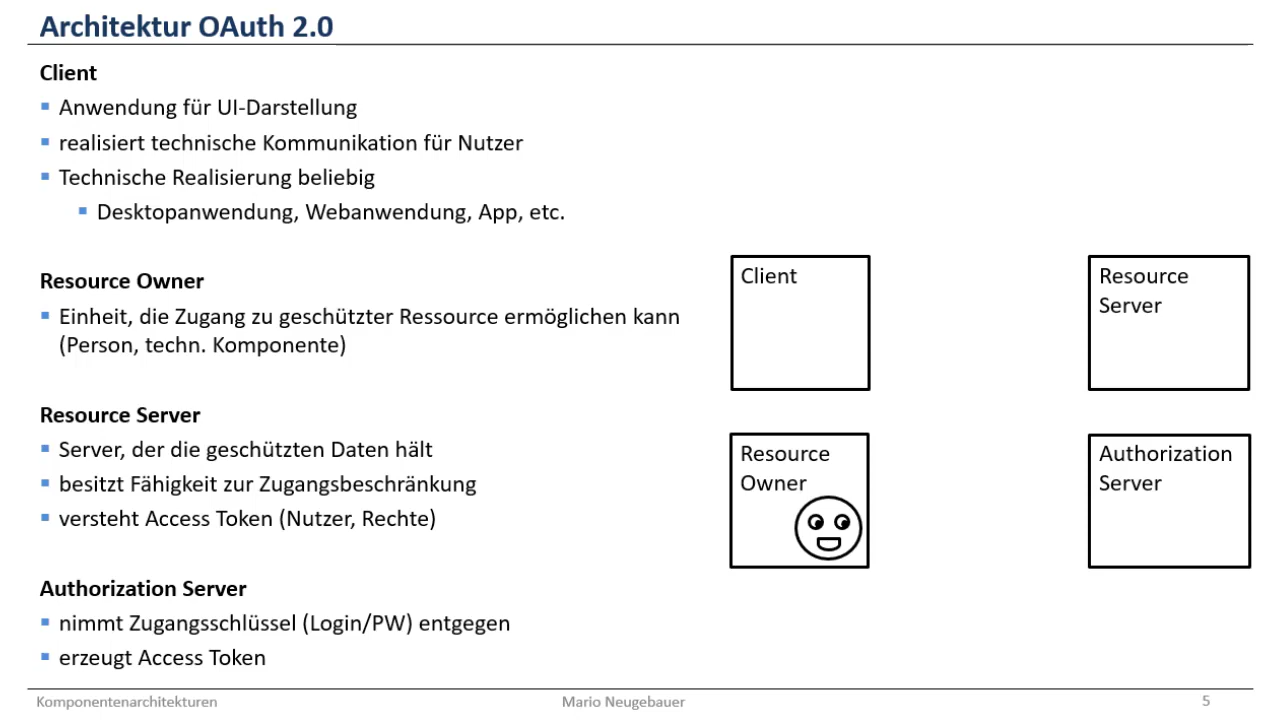 Architektur OAuth 2.0
Client
Anwendung für UI-Darstellung
realisiert technische Kommunikation für Nutzer
Technische Realisierung beliebig
Desktopanwendung, Webanwendung, App, etc.
Resource Owner
Einheit, die Zugang zu geschützter Ressource ermöglichen kann
(Person, techn. Komponente)
Resource Server
Server, der die geschützten Daten hält
besitzt Fähigkeit zur Zugangsbeschränkung
versteht Access Token (Nutzer, Rechte)
Authorization Server
nimmt Zugangsschlüssel (Login/PW) entgegen
erzeugt Access Token
Client
Resource
Server
Resource
Owner
Authorization
Server
Komponentenarchitekturen
Mario Neugebauer
5